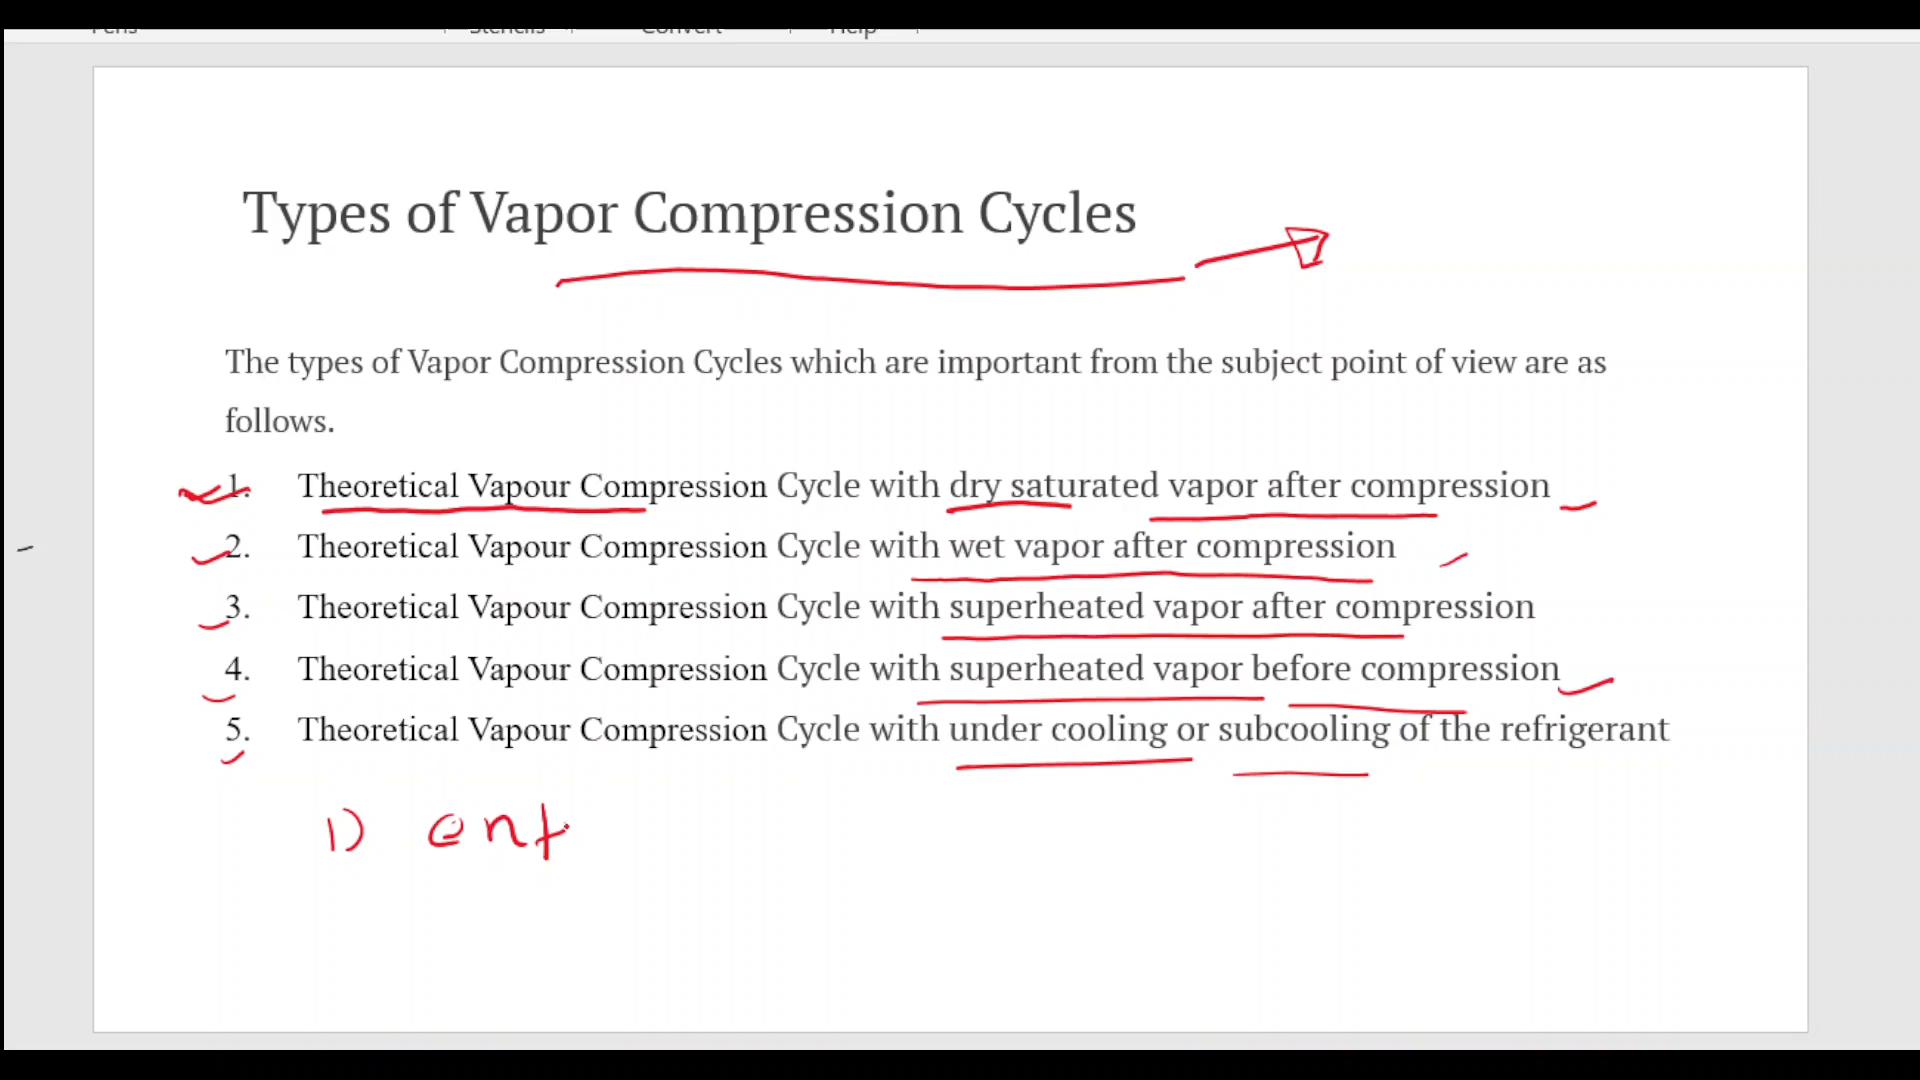 Pens Stencils Convert Help
Types of Vapor Compression Cycles
The types of Vapor Compression Cycles which are important from the subject point of view are as
follows.
1. Theoretical Vapour Compression Cycle with dry saturated vapor after compression
2. Theoretical Vapour Compression Cycle with wet vapor after compression
3. Theoretical Vapour Compression Cycle with superheated vapor after compression
4. Theoretical Vapour Compression Cycle with superheated vapor before compression
5. Theoretical Vapour Compression Cycle with under cooling or subcooling of the refrigerant
1) ent